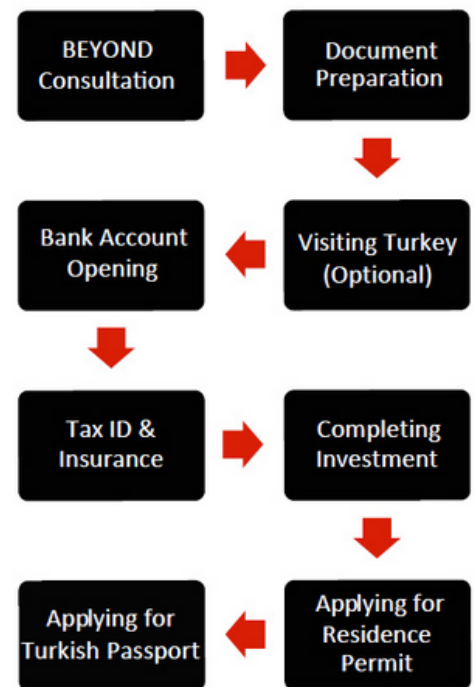 BEYOND
Consultation
Document
Preparation
Visiting Turkey
(Optional)
Bank Account
Opening
Tax ID &
Insurance
Completing
Investment
Applying for
Residence
Permit
Applying for
Turkish Passport